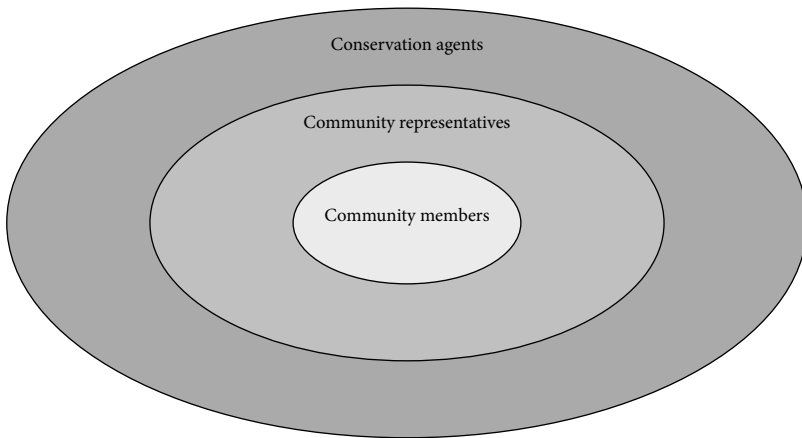 Conservation agents
Community representatives
Community members